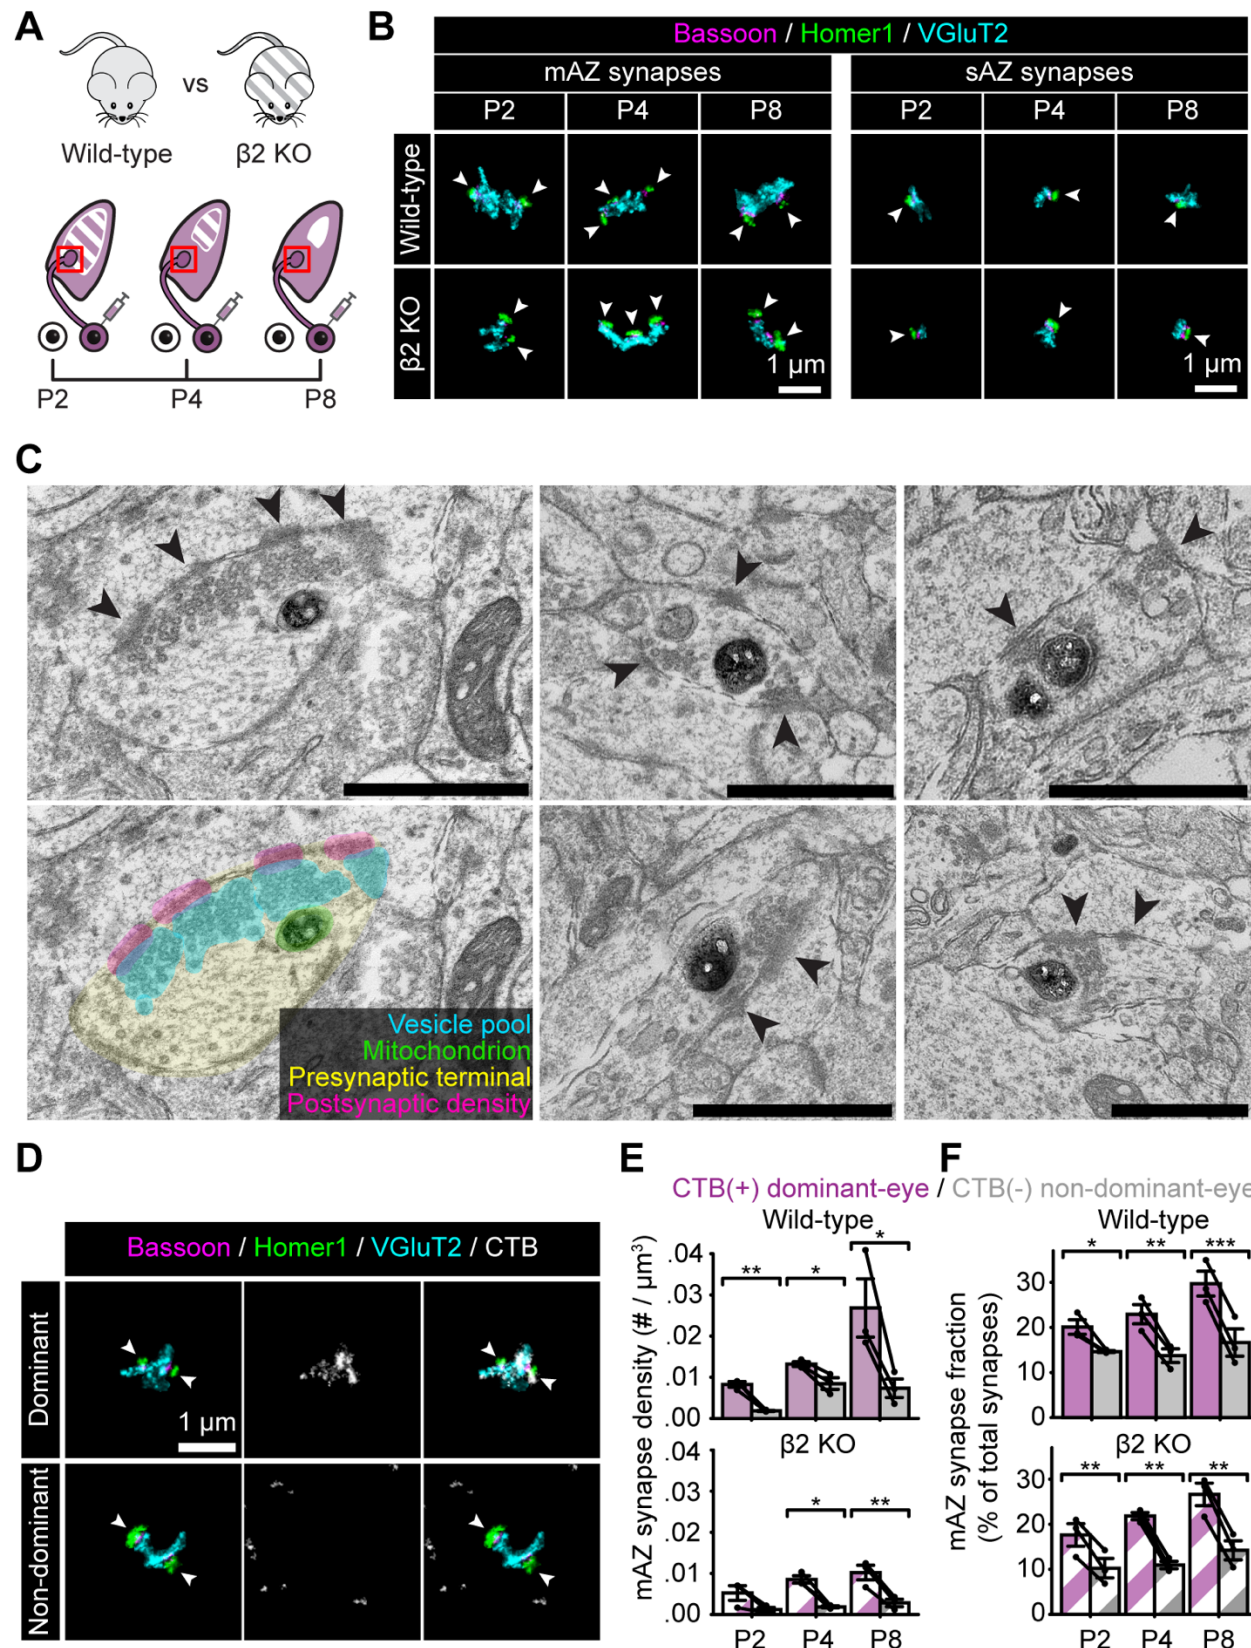 A
vs
Wild-type
β2 KO
P2
P4
P8
B
Bassoon / Homer1 / VGluT2
mAZ synapses
sAZ synapses
P2
P4
P8
P2
P4
P8
Wild-type
β2 KO
1 µm
1 µm
C
Vesicle pool
Mitochondrion
Presynaptic terminal
Postsynaptic density
D
Bassoon / Homer1 / VGluT2 / CTB
Dominant
1 µm
Non-dominant
E
F
CTB(+) dominant-eye / CTB(-) non-dominant-eye
Wild-type
mAZ synapse density (# / µm³)
.04
.03
.02
.01
.00
**
*
*
β2 KO
.04
.03
.02
.01
.00
*
**
P2
P4
P8
Wild-type
mAZ synapse fraction
(% of total synapses)
30
20
10
0
*
**
***
β2 KO
30
20
10
0
**
**
**
P2
P4
P8